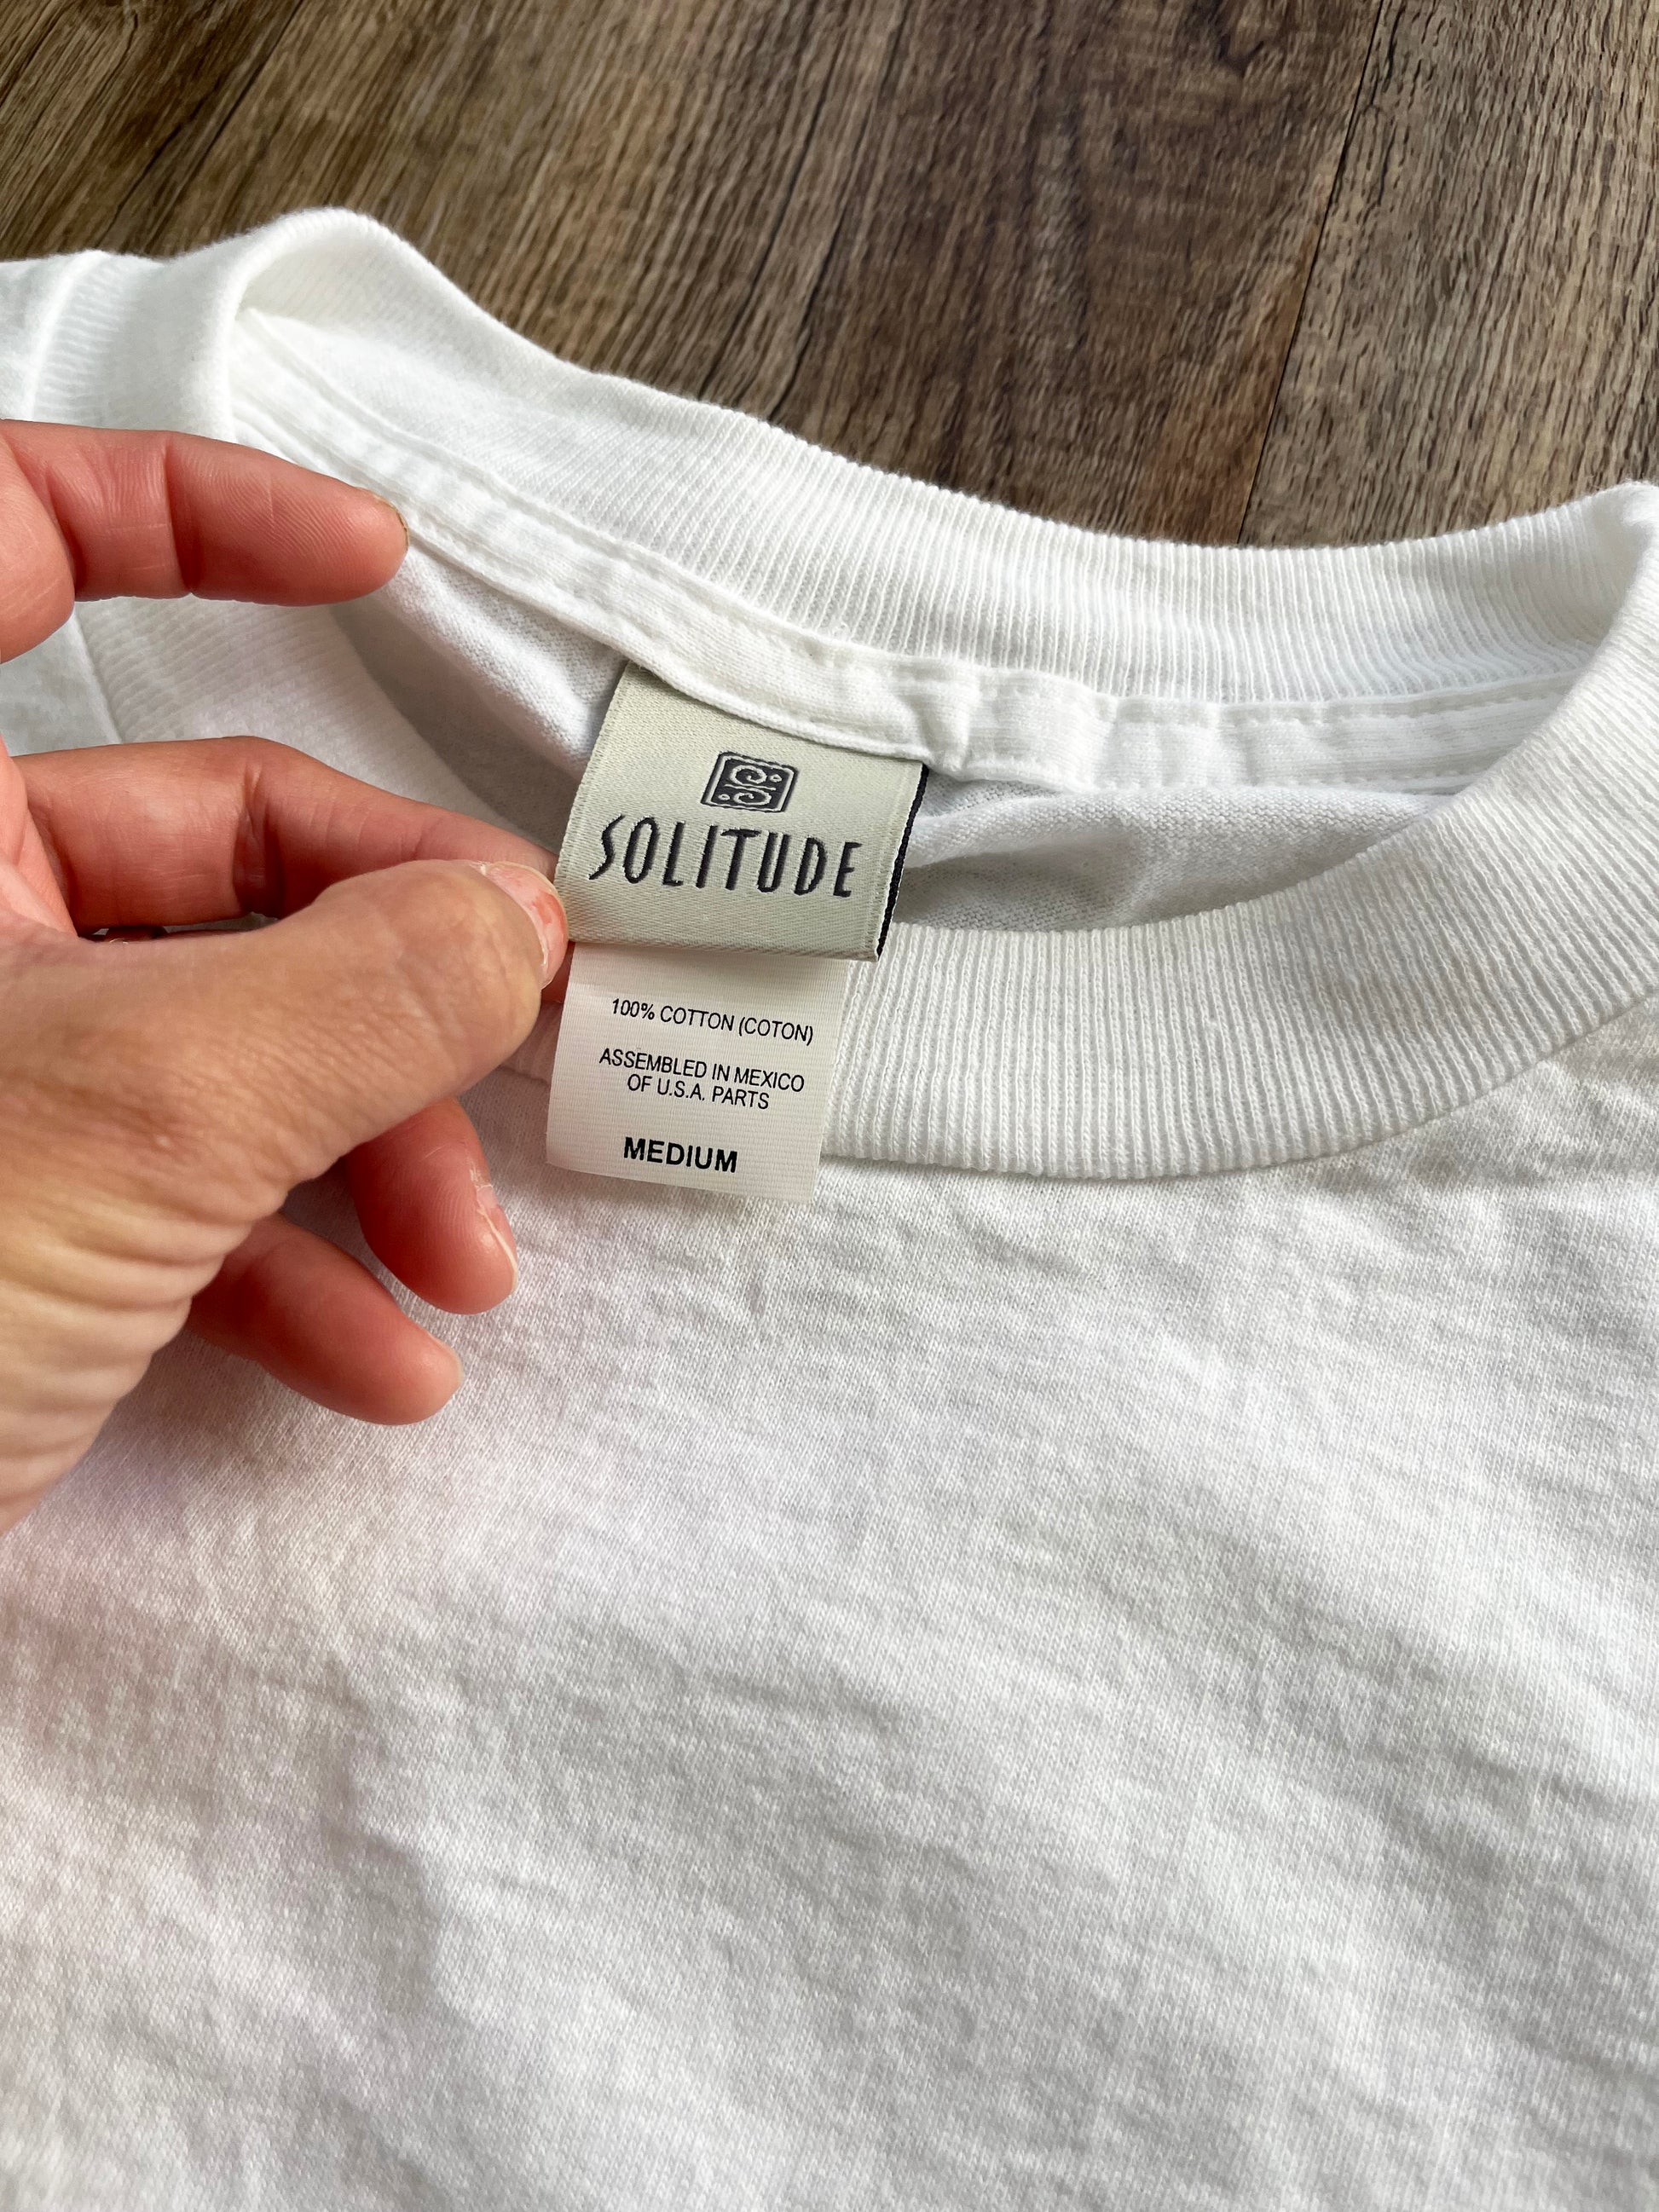 SOLITUDE
100% COTTON (COTON)
ASSEMBLED IN MEXICO
OF U.S.A. PARTS
MEDIUM